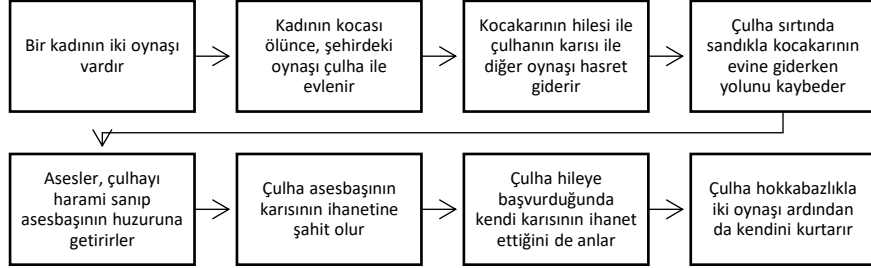 Bir kadının iki oynaşı
vardır
Kadının kocası
ölünce, şehirdeki
oynaşı çulha ile
evlenir
Kocakarının hilesi ile
çulhanın karısı ile
diğer oynaşı hasret
giderir
Çulha sırtında
sandıkla kocakarının
evine giderken
yolunu kaybeder
Asesler, çulhayı
harami sanıp
asesbaşının huzuruna
getirirler
Çulha asesbaşının
karısının ihanetine
şahit olur
Çulha hileye
başvurduğunda
kendi karısının ihanet
ettiğini de anlar
Çulha hokkabazlıkla
iki oynaşı ardından
da kendini kurtarır